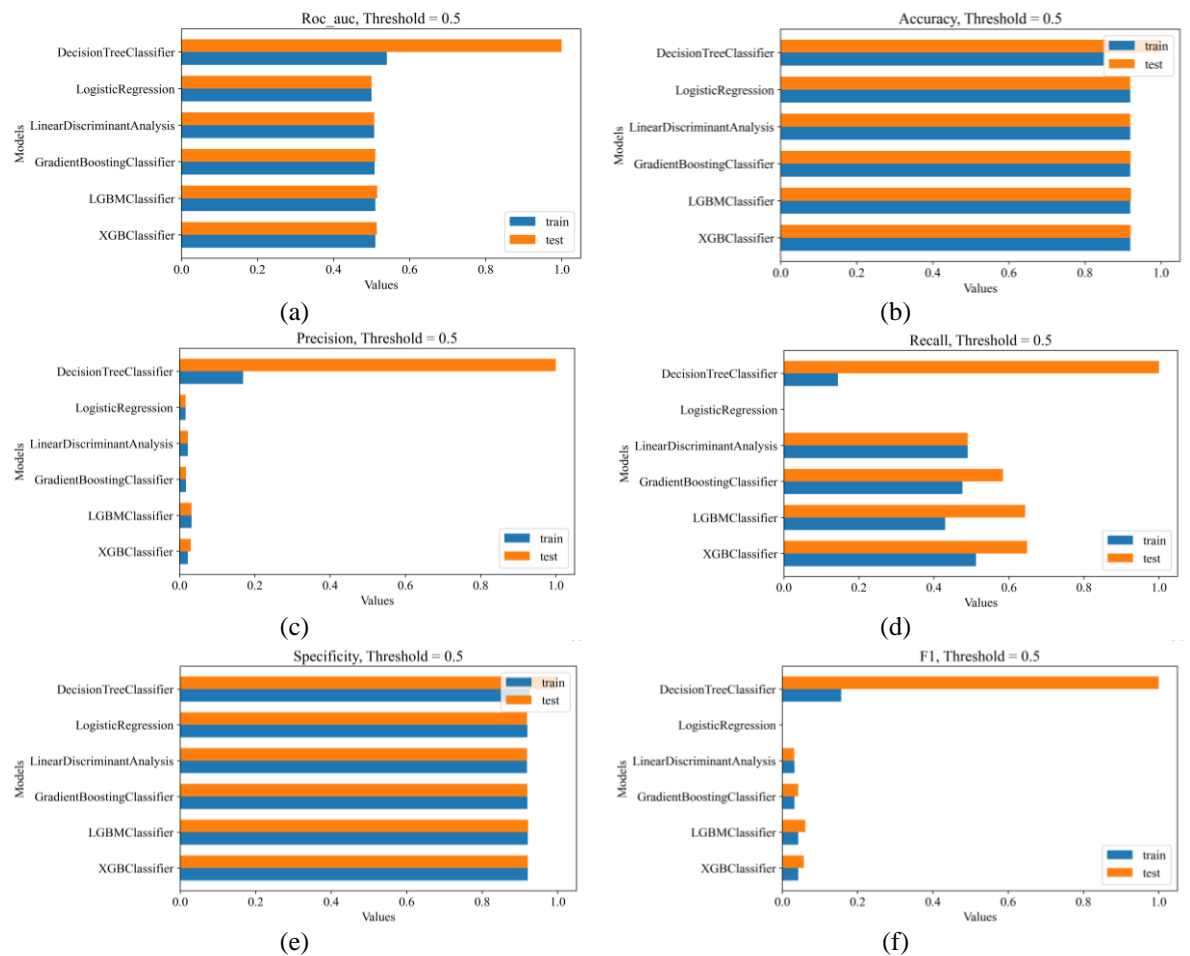 Roc_auc, Threshold = 0.5
Models
DecisionTreeClassifier
LogisticRegression
LinearDiscriminantAnalysis
GradientBoostingClassifier
LGBMClassifier
XGBClassifier
train
test
0.0 0.2 0.4 0.6 0.8 1.0
Values
(a)
Accuracy, Threshold = 0.5
Models
DecisionTreeClassifier
LogisticRegression
LinearDiscriminantAnalysis
GradientBoostingClassifier
LGBMClassifier
XGBClassifier
train
test
0.0 0.2 0.4 0.6 0.8 1.0
Values
(b)
Precision, Threshold = 0.5
Models
DecisionTreeClassifier
LogisticRegression
LinearDiscriminantAnalysis
GradientBoostingClassifier
LGBMClassifier
XGBClassifier
train
test
0.0 0.2 0.4 0.6 0.8 1.0
Values
(c)
Recall, Threshold = 0.5
Models
DecisionTreeClassifier
LogisticRegression
LinearDiscriminantAnalysis
GradientBoostingClassifier
LGBMClassifier
XGBClassifier
train
test
0.0 0.2 0.4 0.6 0.8 1.0
Values
(d)
Specificity, Threshold = 0.5
Models
DecisionTreeClassifier
LogisticRegression
LinearDiscriminantAnalysis
GradientBoostingClassifier
LGBMClassifier
XGBClassifier
train
test
0.0 0.2 0.4 0.6 0.8 1.0
Values
(e)
F1, Threshold = 0.5
Models
DecisionTreeClassifier
LogisticRegression
LinearDiscriminantAnalysis
GradientBoostingClassifier
LGBMClassifier
XGBClassifier
train
test
0.0 0.2 0.4 0.6 0.8 1.0
Values
(f)